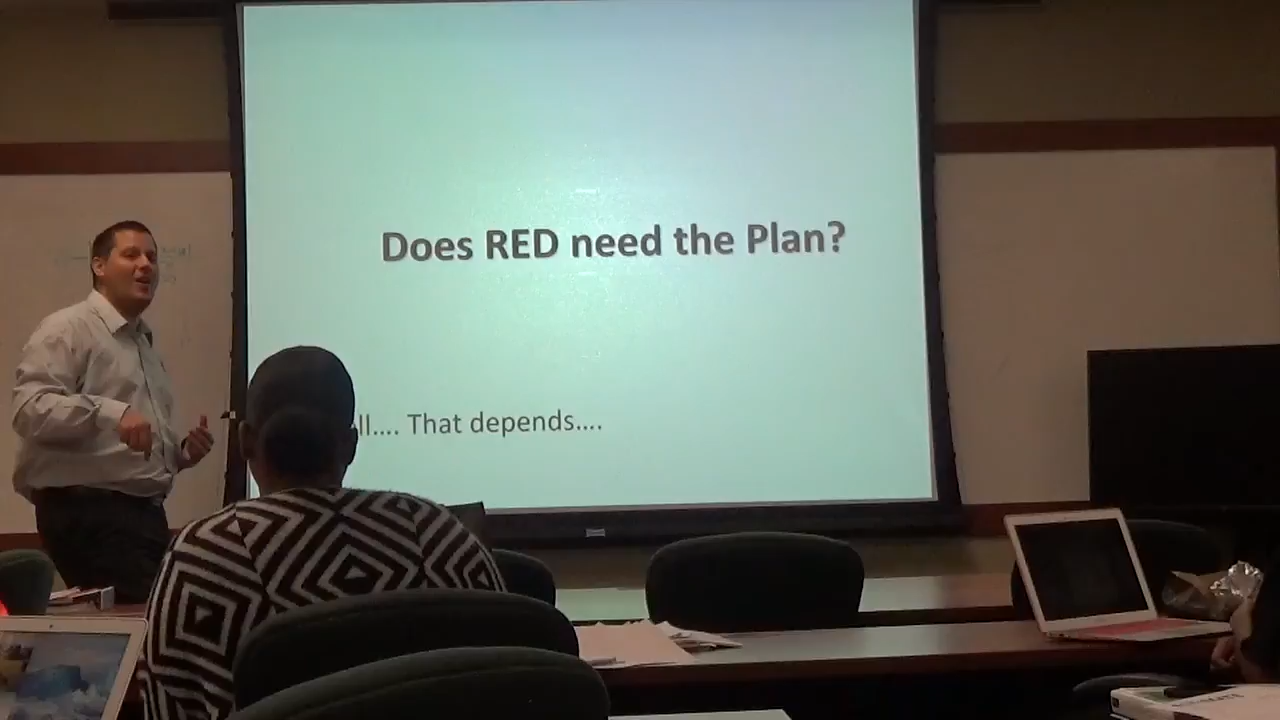 Does RED need the Plan?
ll.... That depends....